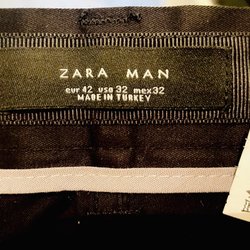 ZARA MAN
eur 42 usa 32 mex 32
MADE IN TURKEY